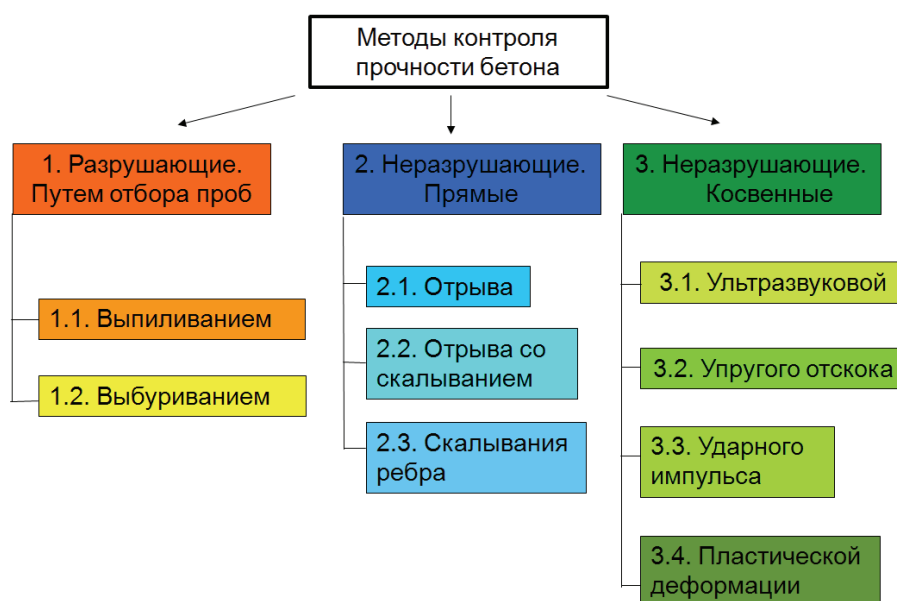 Методы контроля
прочности бетона
1. Разрушающие.
Путем отбора проб
1.1. Выпиливанием
1.2. Выбуриванием
2. Неразрушающие.
Прямые
2.1. Отрыва
2.2. Отрыва со
скалыванием
2.3. Скалывания
ребра
3. Неразрушающие.
Косвенные
3.1. Ультразвуковой
3.2. Упругого отскока
3.3. Ударного
импульса
3.4. Пластической
деформации